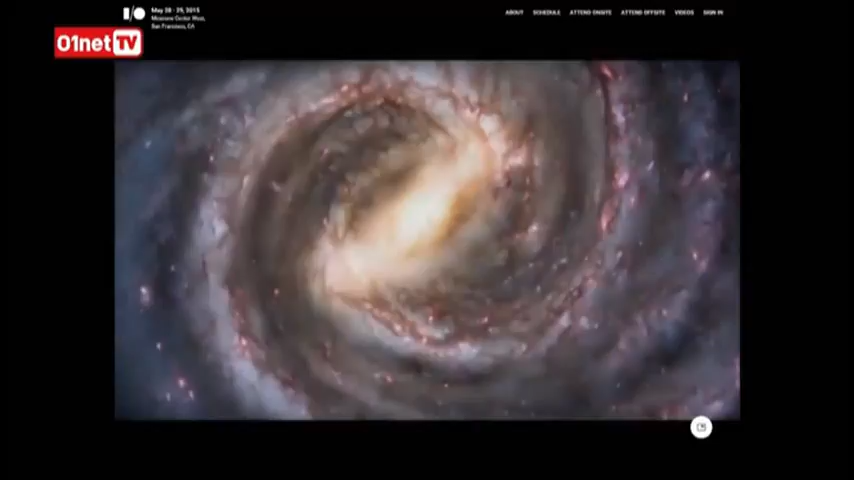 I/O
May 28 - 29, 2015
Moscone Center West,
San Francisco, CA
ABOUT SCHEDULE ATTEND ONSITE ATTEND OFFSITE VIDEOS SIGN IN
01net TV